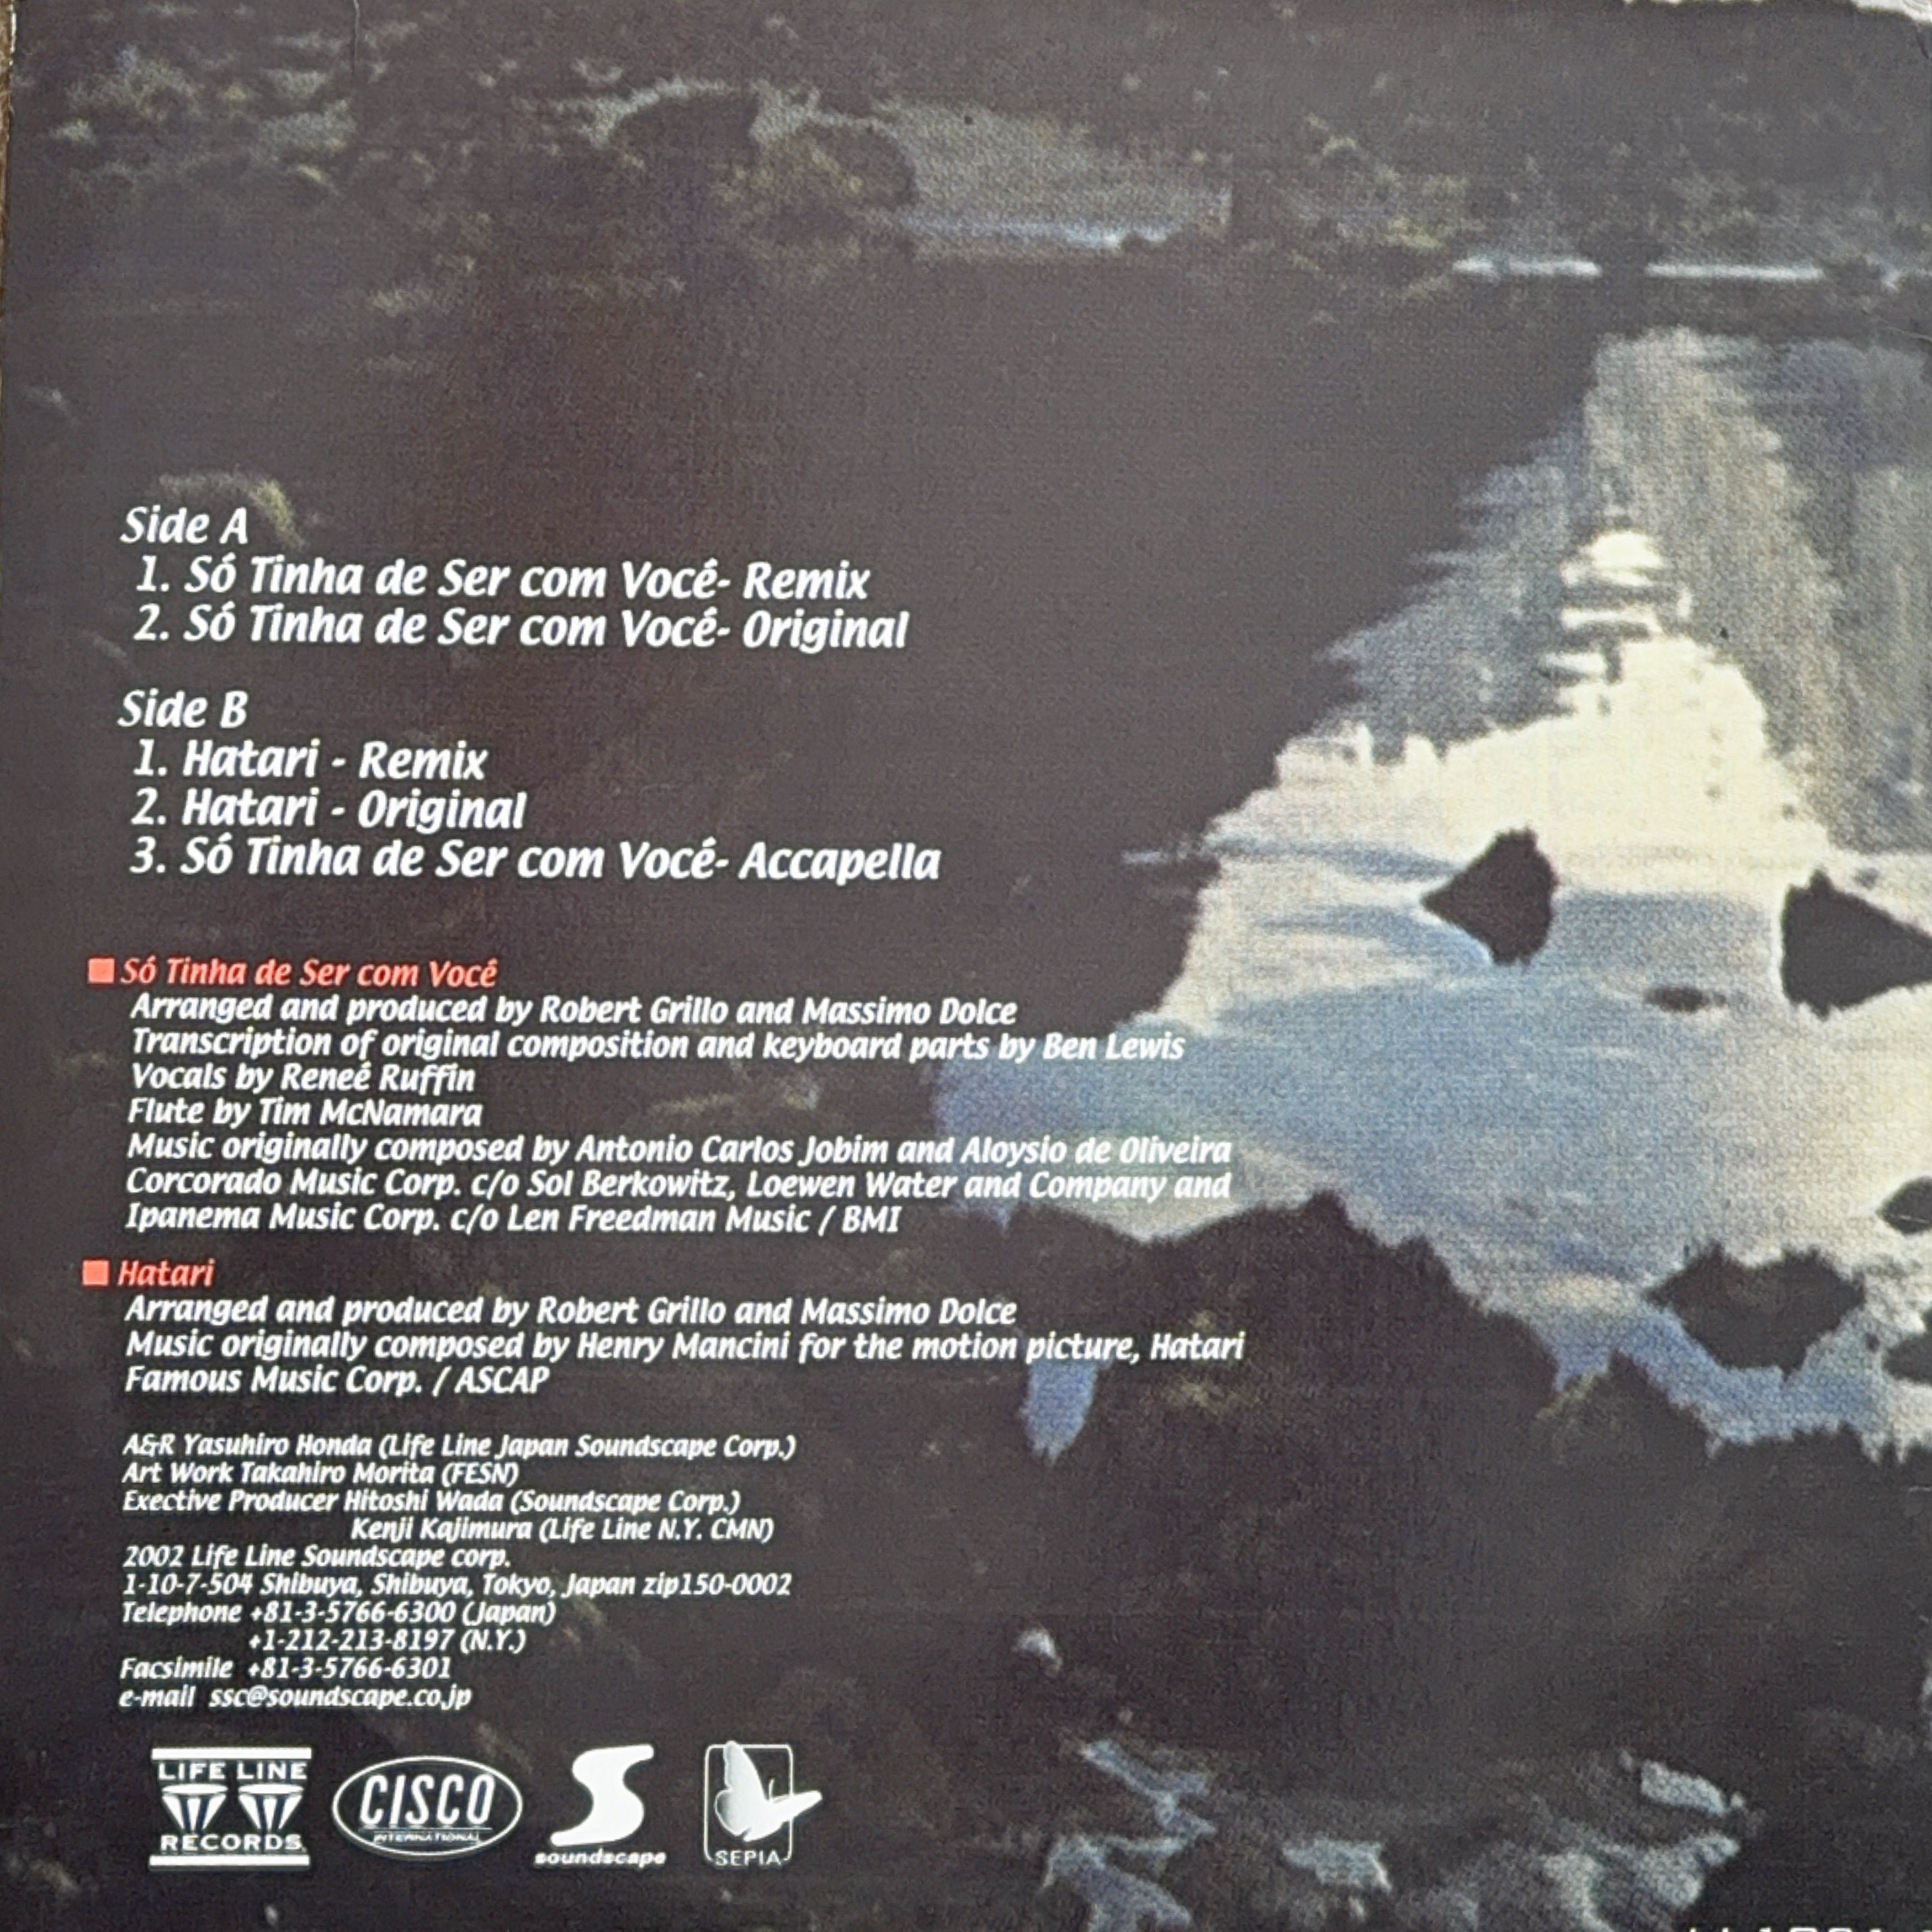 Side A
1. Só Tinha de Ser com Vocé- Remix
2. Só Tinha de Ser com Vocé- Original
Side B
1. Hatari - Remix
2. Hatari - Original
3. Só Tinha de Ser com Vocé- Accapella
Só Tinha de Ser com Vocé
Arranged and produced by Robert Grillo and Massimo Dolce
Transcription of original composition and keyboard parts by Ben Lewis
Vocals by Reneé Ruffin
Flute by Tim McNamara
Music originally composed by Antonio Carlos Jobim and Aloysio de Oliveira
Corcorado Music Corp. c/o Sol Berkowitz, Loewen Water and Company and
Ipanema Music Corp. c/o Len Freedman Music / BMI
Hatari
Arranged and produced by Robert Grillo and Massimo Dolce
Music originally composed by Henry Mancini for the motion picture, Hatari
Famous Music Corp. / ASCAP
A&R Yasuhiro Honda (Life Line Japan Soundscape Corp.)
Art Work Takahiro Morita (FESN)
Exective Producer Hitoshi Wada (Soundscape Corp.)
Kenji Kajimura (Life Line N.Y. CMN)
2002 Life Line Soundscape corp.
1-10-7-504 Shibuya, Shibuya, Tokyo, Japan zip150-0002
Telephone +81-3-5766-6300 (Japan)
+1-212-213-8197 (N.Y.)
Facsimile +81-3-5766-6301
e-mail ssc@soundscape.co.jp
LIFE LINE
RECORDS
CISCO
INTERNATIONAL
soundscape
SEPIA